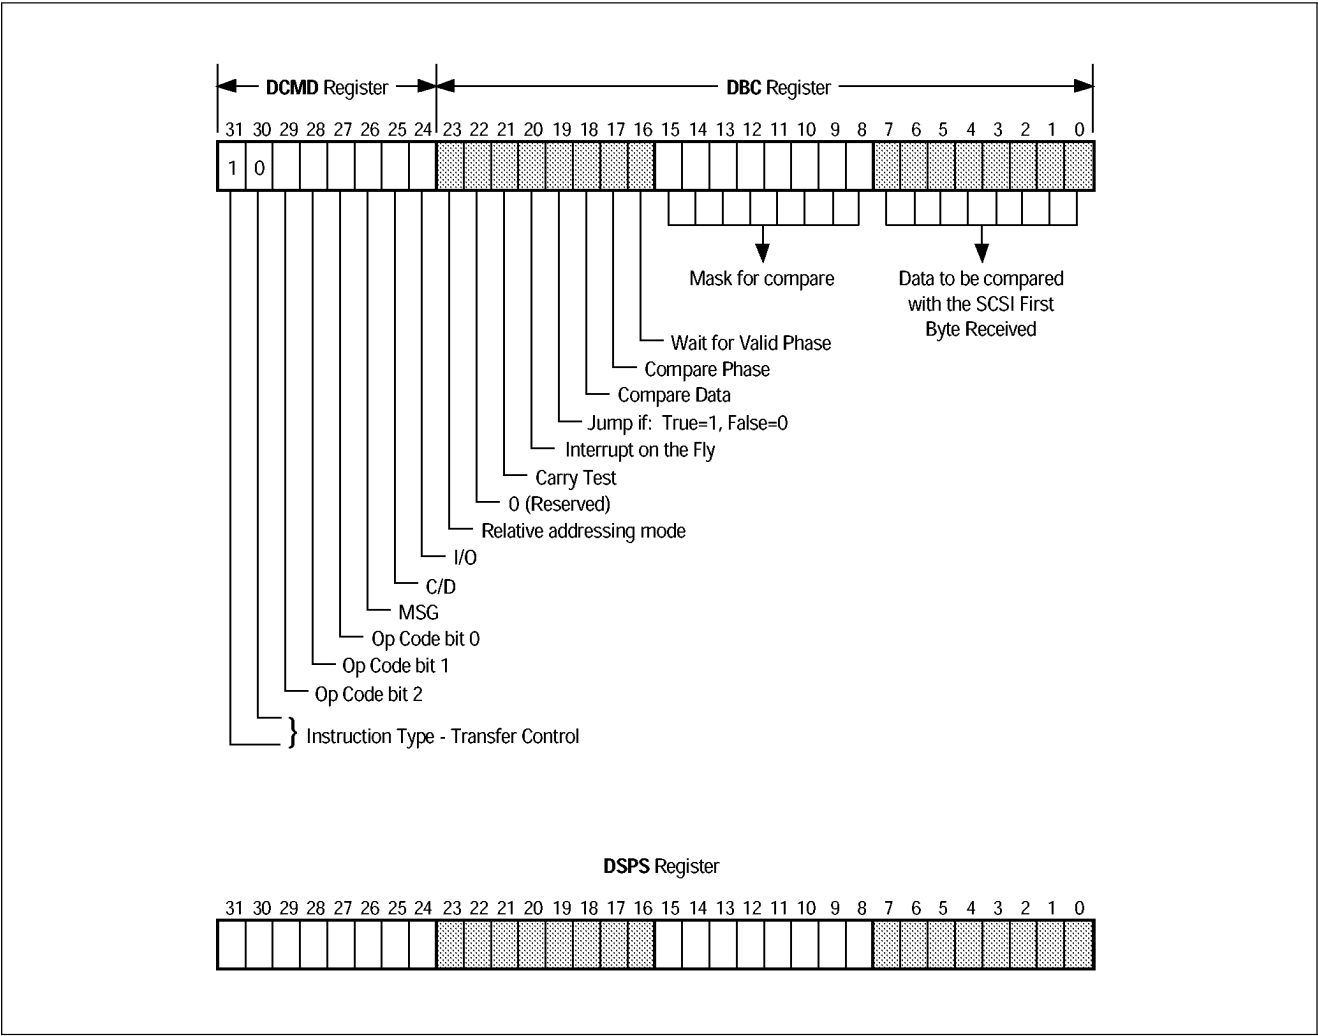 DCMD Register DBC Register
31 30 29 28 27 26 25 24 23 22 21 20 19 18 17 16 15 14 13 12 11 10 9 8 7 6 5 4 3 2 1 0
1 0
Mask for compare
Data to be compared
with the SCSI First
Byte Received
Wait for Valid Phase
Compare Phase
Compare Data
Jump if: True=1, False=0
Interrupt on the Fly
Carry Test
0 (Reserved)
Relative addressing mode
I/O
C/D
MSG
Op Code bit 0
Op Code bit 1
Op Code bit 2
} Instruction Type - Transfer Control
DSPS Register
31 30 29 28 27 26 25 24 23 22 21 20 19 18 17 16 15 14 13 12 11 10 9 8 7 6 5 4 3 2 1 0